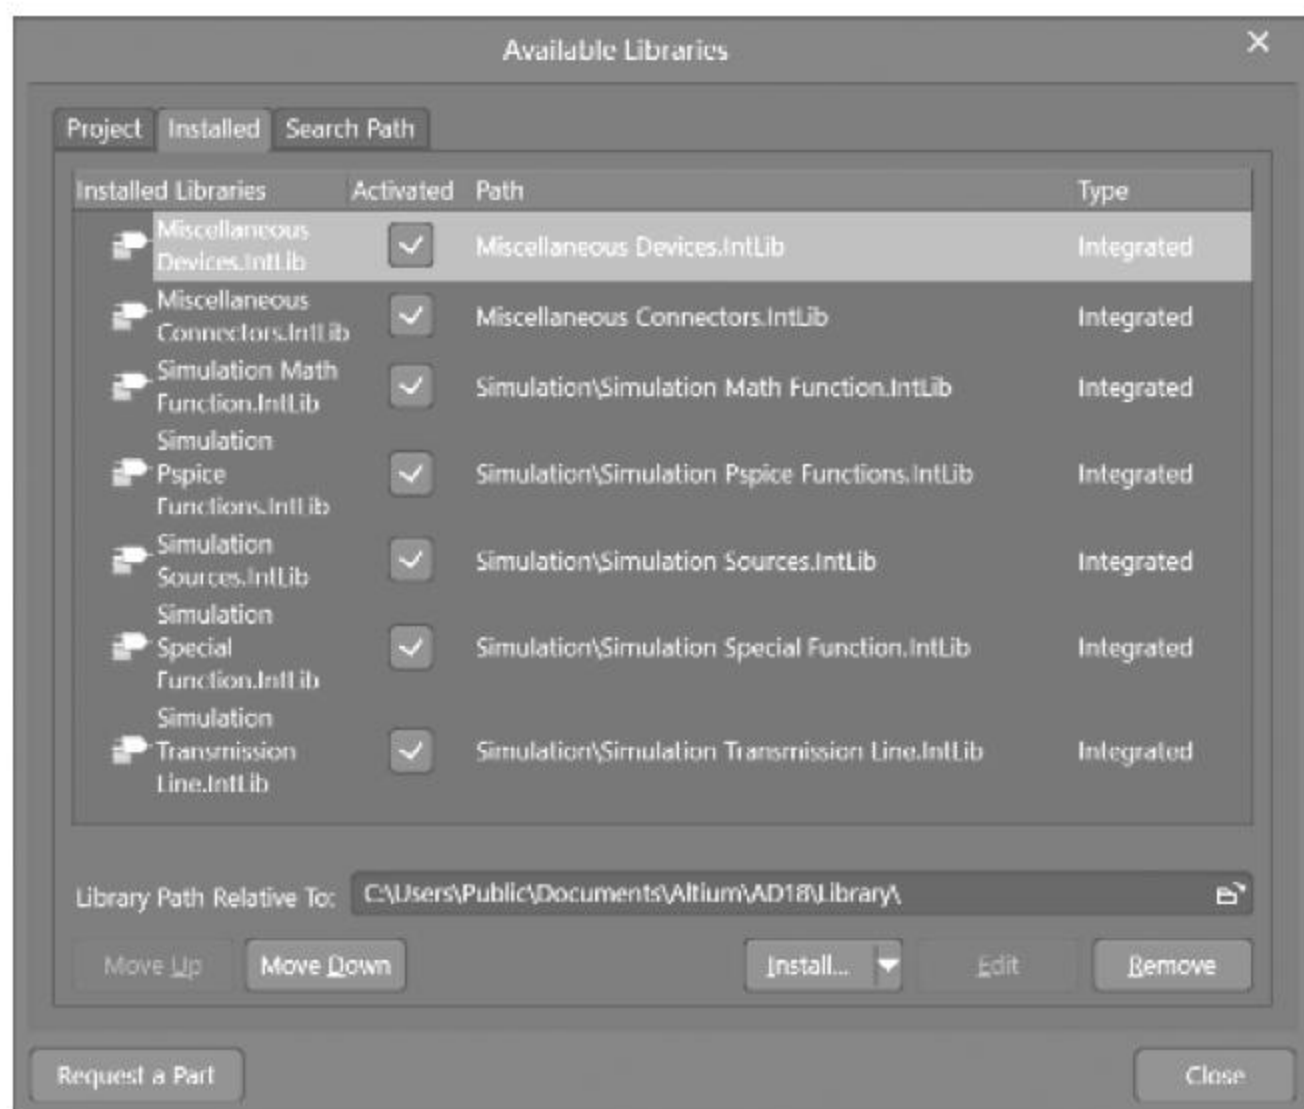 Available Libraries
Project Installed Search Path
Installed Libraries Activated Path Type
Miscellaneous
Devices.IntLib
Miscellaneous Devices.IntLib Integrated
Miscellaneous
Connectors.IntLib
Miscellaneous Connectors.IntLib Integrated
Simulation Math
Function.IntLib
Simulation\Simulation Math Function.IntLib Integrated
Simulation
Pspice
Functions.IntLib
Simulation\Simulation Pspice Functions.IntLib Integrated
Simulation
Sources.IntLib
Simulation\Simulation Sources.IntLib Integrated
Simulation
Special
Function.IntLib
Simulation\Simulation Special Function.IntLib Integrated
Simulation
Transmission
Line.IntLib
Simulation\Simulation Transmission Line.IntLib Integrated
Library Path Relative To: C:\Users\Public\Documents\Altium\AD18\Library\
Move Up Move Down Install... Edit Remove
Request a Part Close